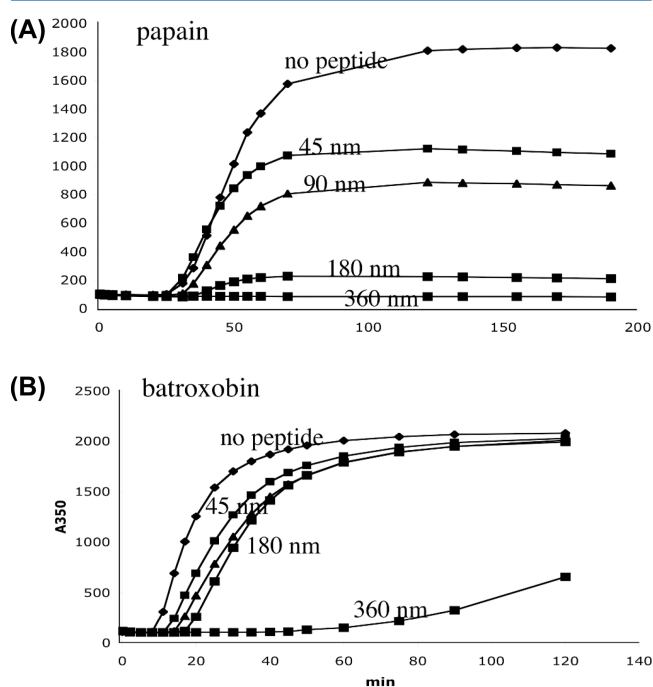 (A) papain
2000
1800
1600
1400
1200
1000
800
600
400
200
0
no peptide
45 nm
90 nm
180 nm
360 nm
0 50 100 150 200
(B) batroxobin
2500
2000
1500
1000
500
0
A350
no peptide
45 nm
180 nm
360 nm
0 20 40 60 80 100 120 140
min